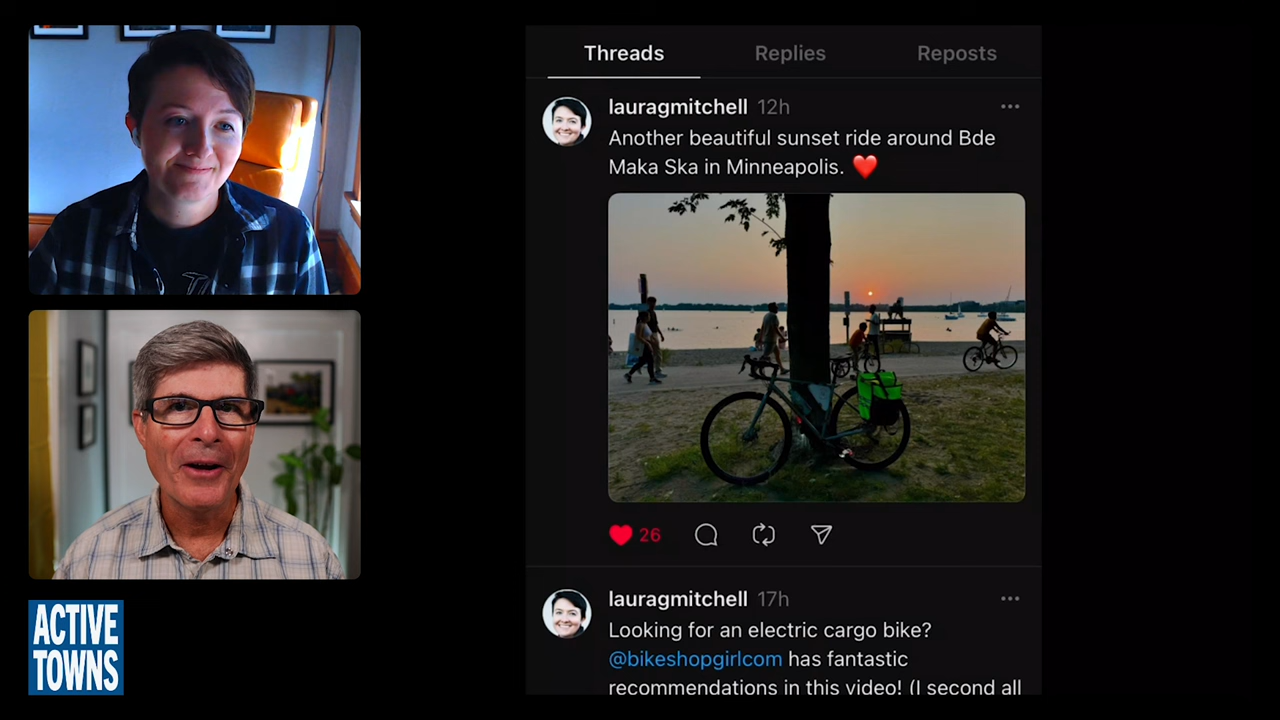 Threads
Replies
Reposts
lauragmitchell 12h
Another beautiful sunset ride around Bde
Maka Ska in Minneapolis. ❤️
26
lauragmitchell 17h
Looking for an electric cargo bike?
@bikeshopgirlcom has fantastic
recommendations in this video! (I second all
ACTIVE
TOWNS